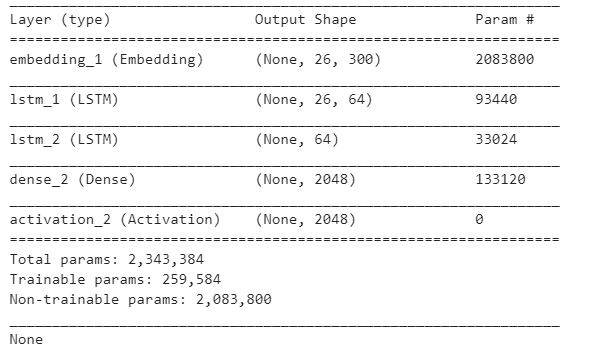 Layer (type) Output Shape Param #
=================================================================
embedding_1 (Embedding) (None, 26, 300) 2083800
_________________________________________________________________
lstm_1 (LSTM) (None, 26, 64) 93440
_________________________________________________________________
lstm_2 (LSTM) (None, 64) 33024
_________________________________________________________________
dense_2 (Dense) (None, 2048) 133120
_________________________________________________________________
activation_2 (Activation) (None, 2048) 0
=================================================================
Total params: 2,343,384
Trainable params: 259,584
Non-trainable params: 2,083,800
_________________________________________________________________
None